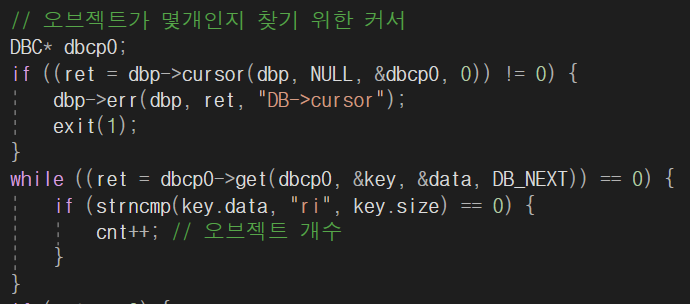 // 오브젝트가 몇개인지 찾기 위한 커서
DBC* dbcp0;
if ((ret = dbp->cursor(dbp, NULL, &dbcp0, 0)) != 0) {
    dbp->err(dbp, ret, "DB->cursor");
    exit(1);
}
while ((ret = dbcp0->get(dbcp0, &key, &data, DB_NEXT)) == 0) {
    if (strncmp(key.data, "ri", key.size) == 0) {
        cnt++; // 오브젝트 개수
    }
}